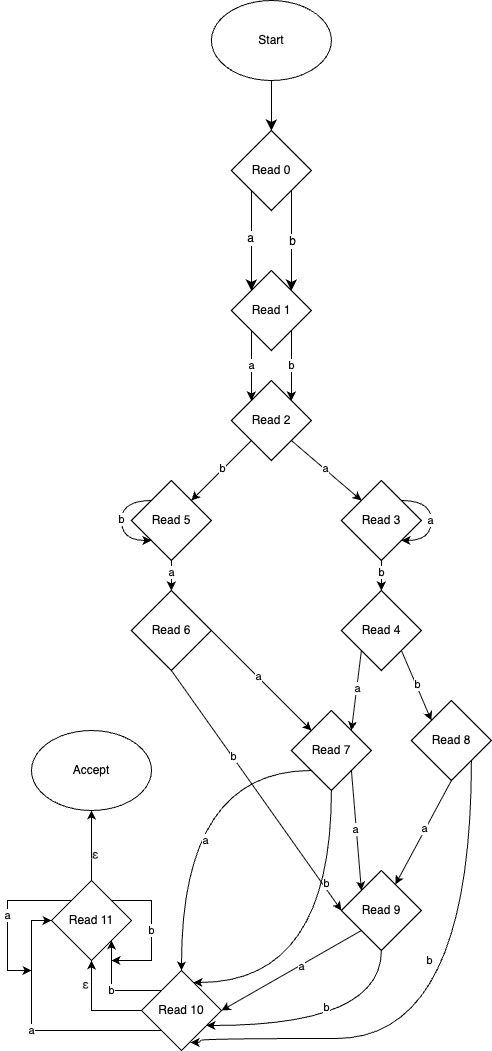 Start
Read 0
a
b
Read 1
a
b
Read 2
b
a
Read 5
b
Read 3
a
a
b
Read 6
Read 4
a
a
b
Read 7
Read 8
b
Accept
a
a
a
ε
b
Read 9
Read 11
a
b
a
b
ε
b
b
Read 10
a